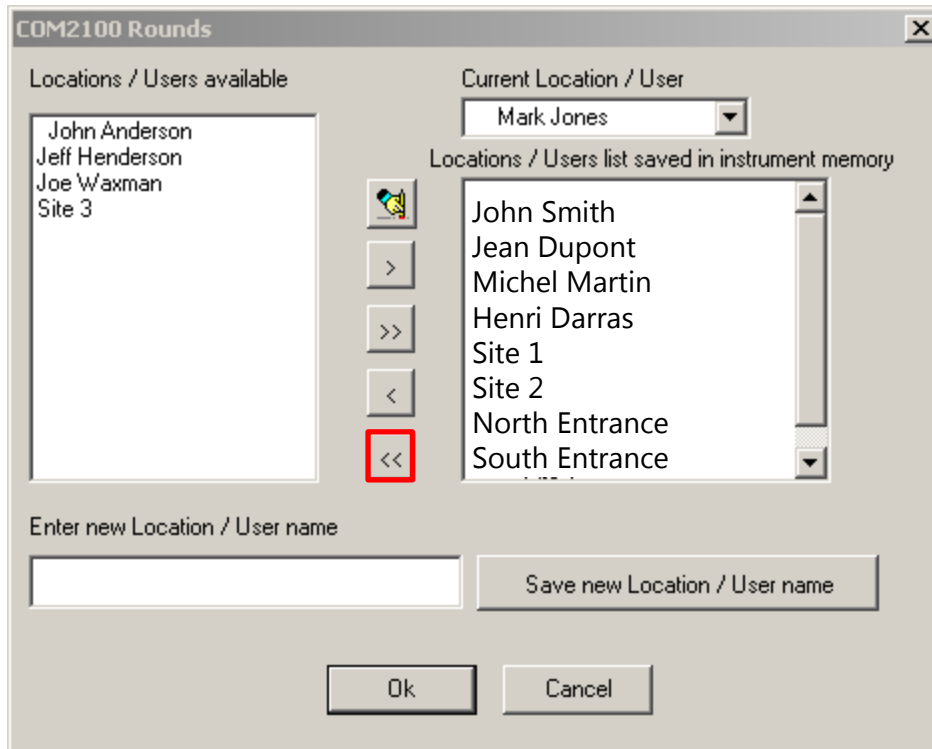 COM2100 Rounds
Locations / Users available
John Anderson
Jeff Henderson
Joe Waxman
Site 3
>
>>
<
<<
Current Location / User
Mark Jones
Locations / Users list saved in instrument memory
John Smith
Jean Dupont
Michel Martin
Henri Darras
Site 1
Site 2
North Entrance
South Entrance
Enter new Location / User name
Save new Location / User name
Ok
Cancel